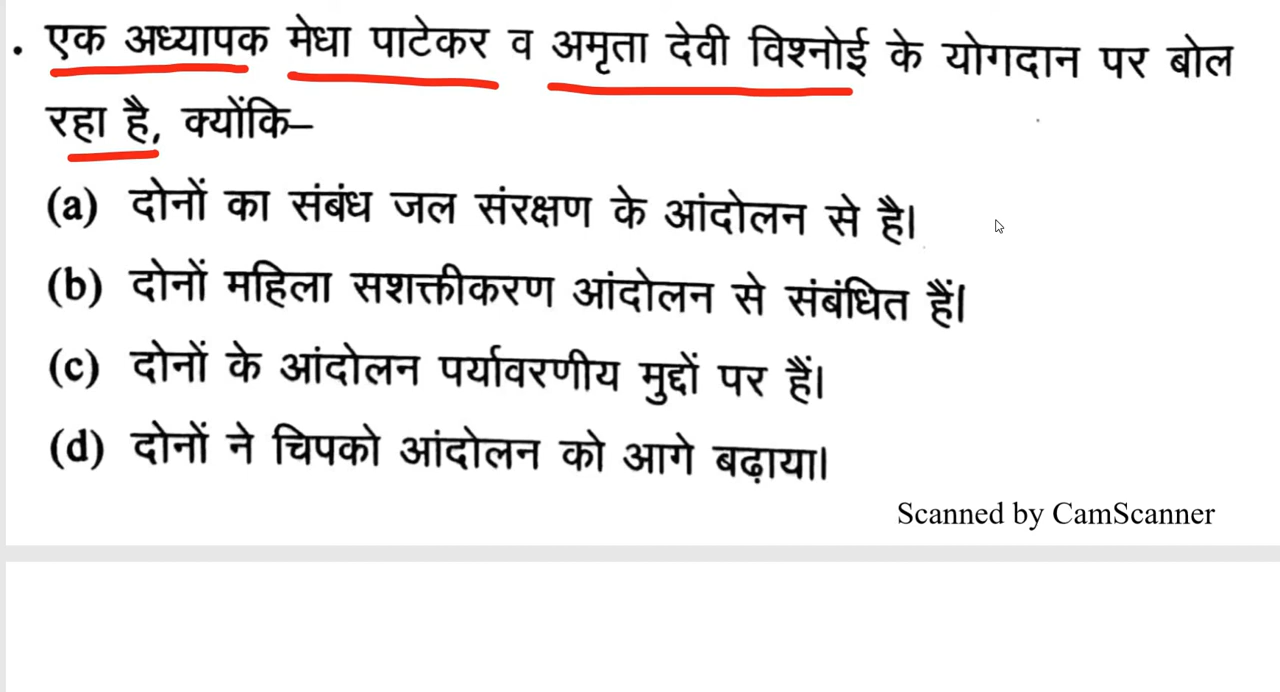 . एक अध्यापक मेधा पाटेकर व अमृता देवी विश्नोई के योगदान पर बोल
रहा है, क्योंकि–
(a) दोनों का संबंध जल संरक्षण के आंदोलन से है।
(b) दोनों महिला सशक्तीकरण आंदोलन से संबंधित हैं।
(c) दोनों के आंदोलन पर्यावरणीय मुद्दों पर हैं।
(d) दोनों ने चिपको आंदोलन को आगे बढ़ाया।
Scanned by CamScanner